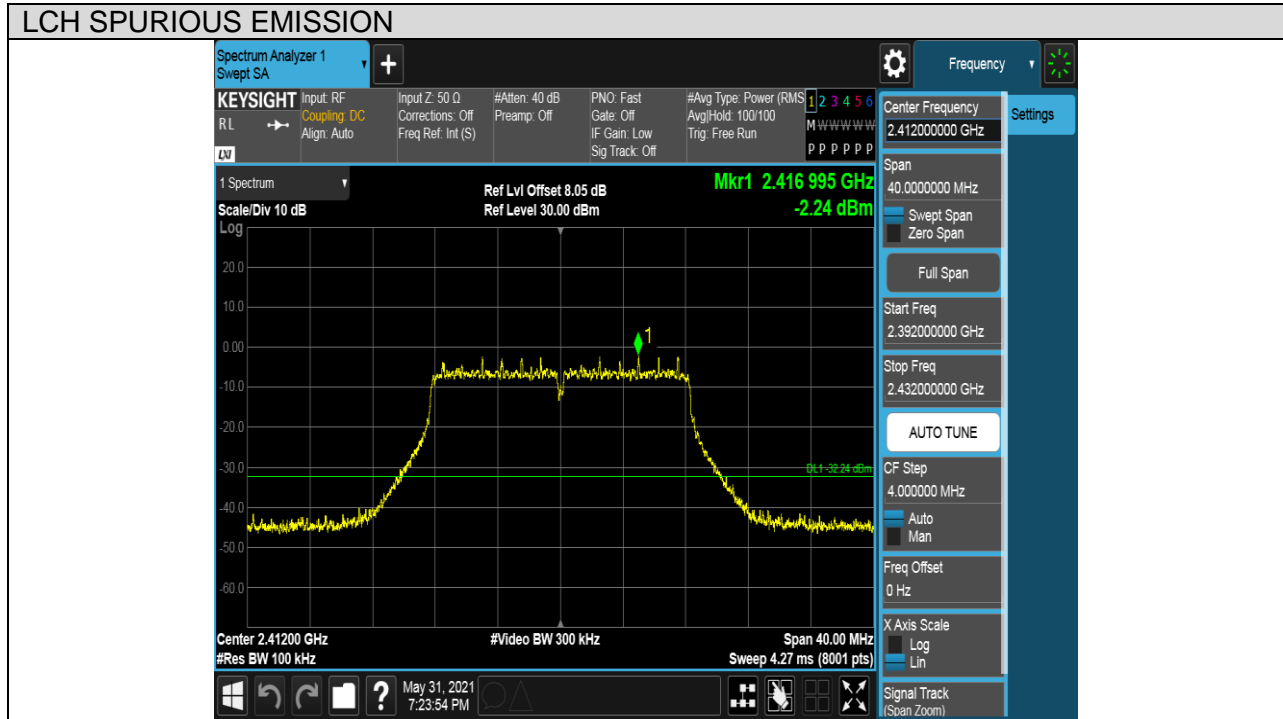 LCH SPURIOUS EMISSION
Spectrum Analyzer 1
Swept SA
+
Frequency
KEYSIGHT
RL
LXI
Input: RF
Coupling: DC
Align: Auto
Input Z: 50 Ω
Corrections: Off
Freq Ref: Int (S)
#Atten: 40 dB
Preamp: Off
PNO: Fast
Gate: Off
IF Gain: Low
Sig Track: Off
#Avg Type: Power (RMS
Avg|Hold: 100/100
Trig: Free Run
1 2 3 4 5 6
M W W W W W
P P P P P P
1 Spectrum
Scale/Div 10 dB
Ref Lvl Offset 8.05 dB
Ref Level 30.00 dBm
Mkr1 2.416 995 GHz
-2.24 dBm
Log
20.0
10.0
0.00
-10.0
-20.0
-30.0
-40.0
-50.0
-60.0
1
DL1 -32.24 dBm
Center 2.41200 GHz
#Res BW 100 kHz
#Video BW 300 kHz
Span 40.00 MHz
Sweep 4.27 ms (8001 pts)
Center Frequency
2.412000000 GHz
Settings
Span
40.0000000 MHz
Swept Span
Zero Span
Full Span
Start Freq
2.392000000 GHz
Stop Freq
2.432000000 GHz
AUTO TUNE
CF Step
4.000000 MHz
Auto
Man
Freq Offset
0 Hz
X Axis Scale
Log
Lin
Signal Track
(Span Zoom)
?
May 31, 2021
7:23:54 PM